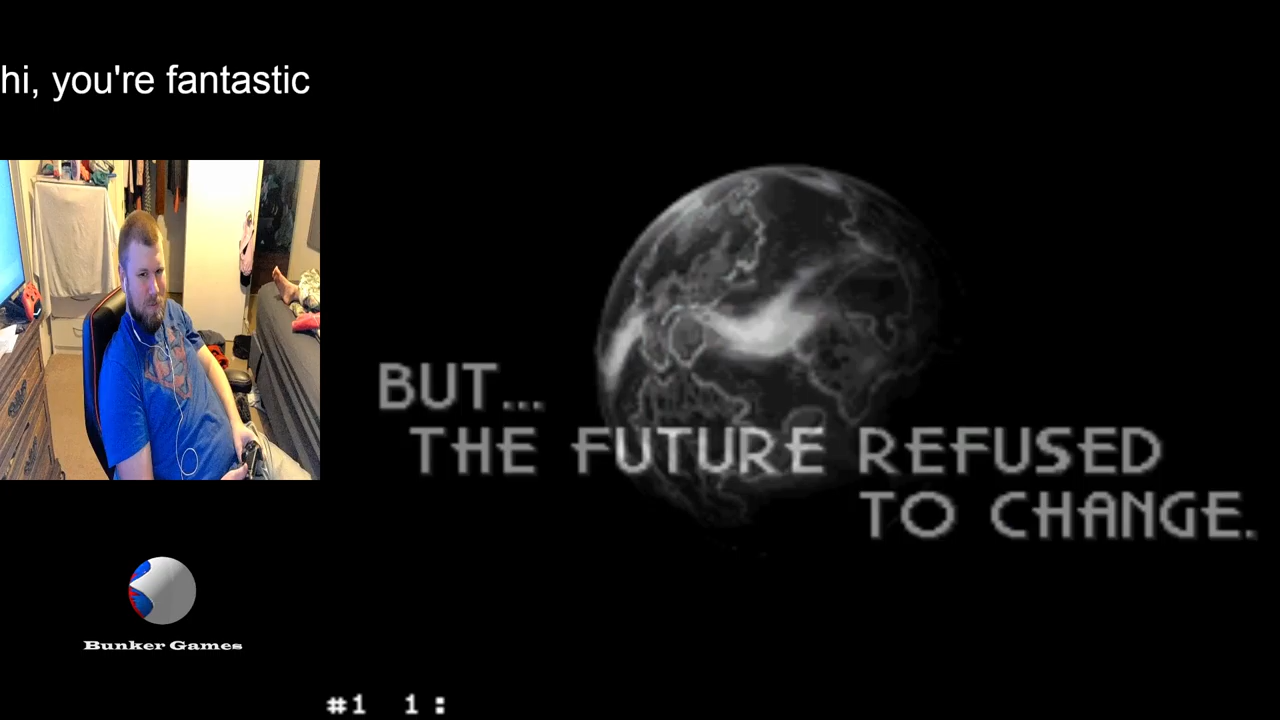 hi, you're fantastic
BUT...
THE FUTURE REFUSED
TO CHANGE.
Bunker Games
#1 1: